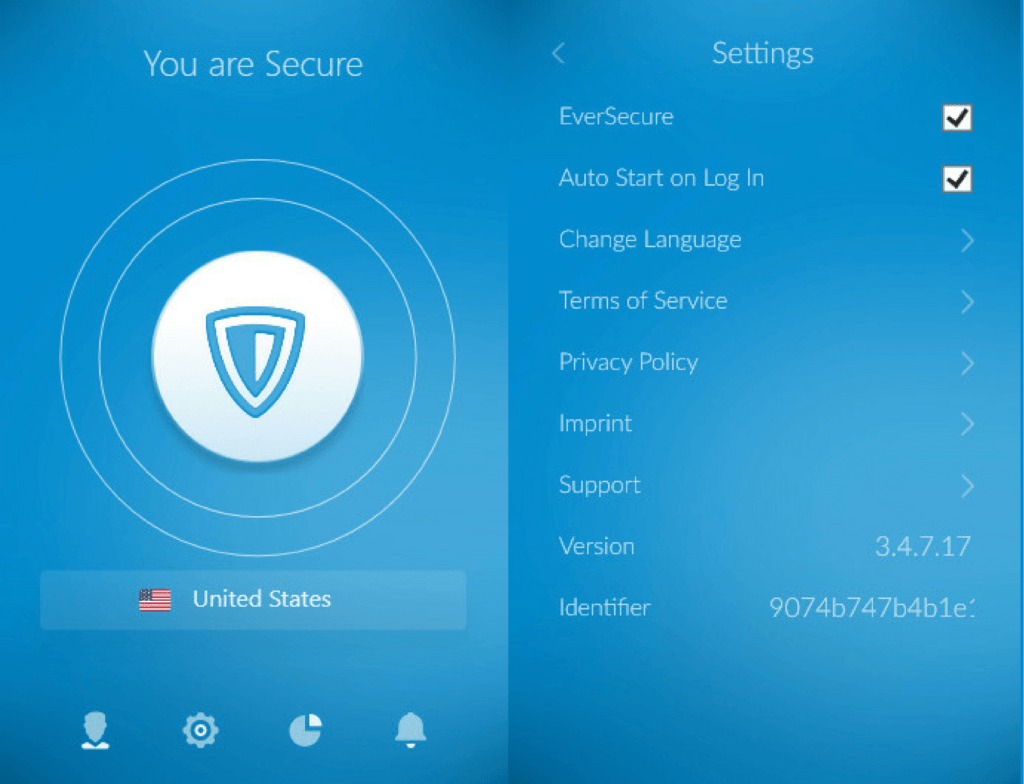 You are Secure
United States
Settings
EverSecure
Auto Start on Log In
Change Language
Terms of Service
Privacy Policy
Imprint
Support
Version 3.4.7.17
Identifier 9074b747b4b1e